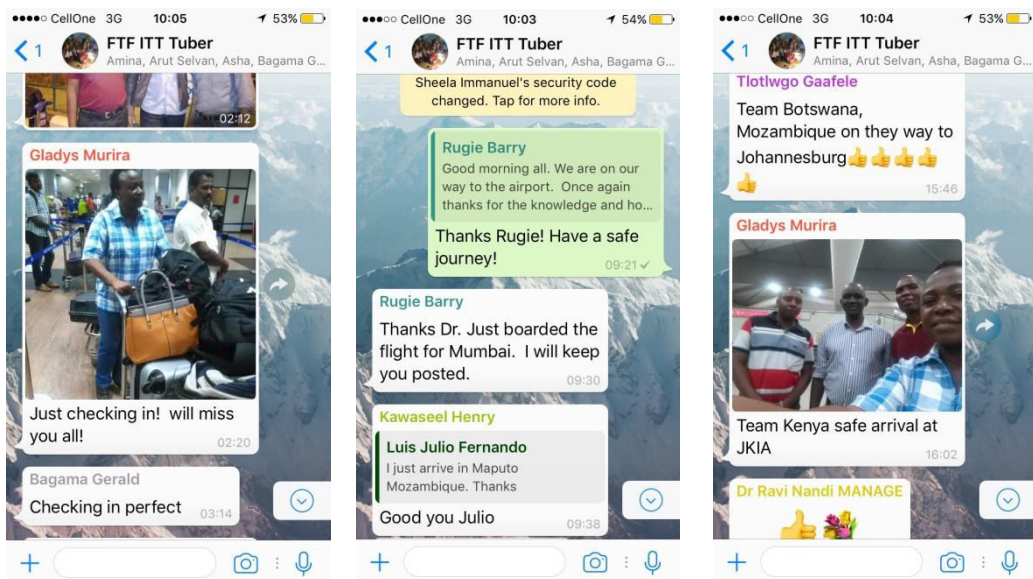 CellOne 3G 10:05 53%
1 FTF ITT Tuber
Amina, Arut Selvan, Asha, Bagama G...
02:12
Gladys Murira
Just checking in! will miss
you all!
02:20
Bagama Gerald
Checking in perfect 03:14
CellOne 3G 10:03 54%
1 FTF ITT Tuber
Amina, Arut Selvan, Asha, Bagama G...
Sheela Immanuel's security code
changed. Tap for more info.
Rugie Barry
Good morning all. We are on our
way to the airport. Once again
thanks for the knowledge and ho...
Thanks Rugie! Have a safe
journey!
09:21
Rugie Barry
Thanks Dr. Just boarded the
flight for Mumbai. I will keep
you posted.
09:30
Kawaseel Henry
Luis Julio Fernando
I just arrive in Maputo
Mozambique. Thanks
Good you Julio 09:38
CellOne 3G 10:04 53%
1 FTF ITT Tuber
Amina, Arut Selvan, Asha, Bagama G...
Tlotlwgo Gaafele
Team Botswana,
Mozambique on they way to
Johannesburg👍👍👍👍
👍 15:46
Gladys Murira
Team Kenya safe arrival at
JKIA
16:02
Dr Ravi Nandi MANAGE